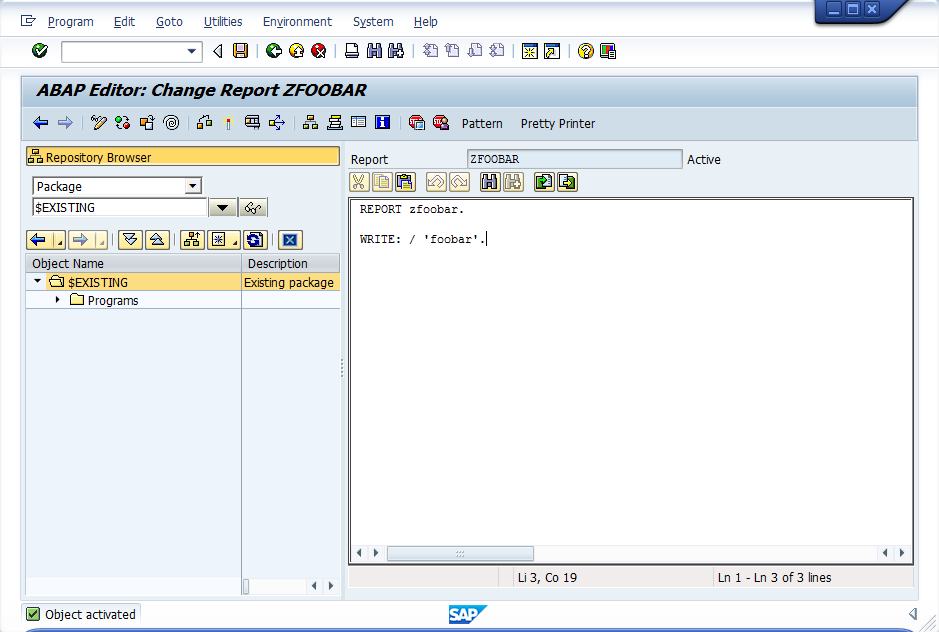 Program Edit Goto Utilities Environment System Help
ABAP Editor: Change Report ZFOOBAR
Pattern Pretty Printer
Repository Browser
Package
$EXISTING
Object Name Description
$EXISTING Existing package
Programs
Report ZFOOBAR Active
REPORT zfoobar.
WRITE: / 'foobar'.
Li 3, Co 19 Ln 1 - Ln 3 of 3 lines
Object activated
SAP